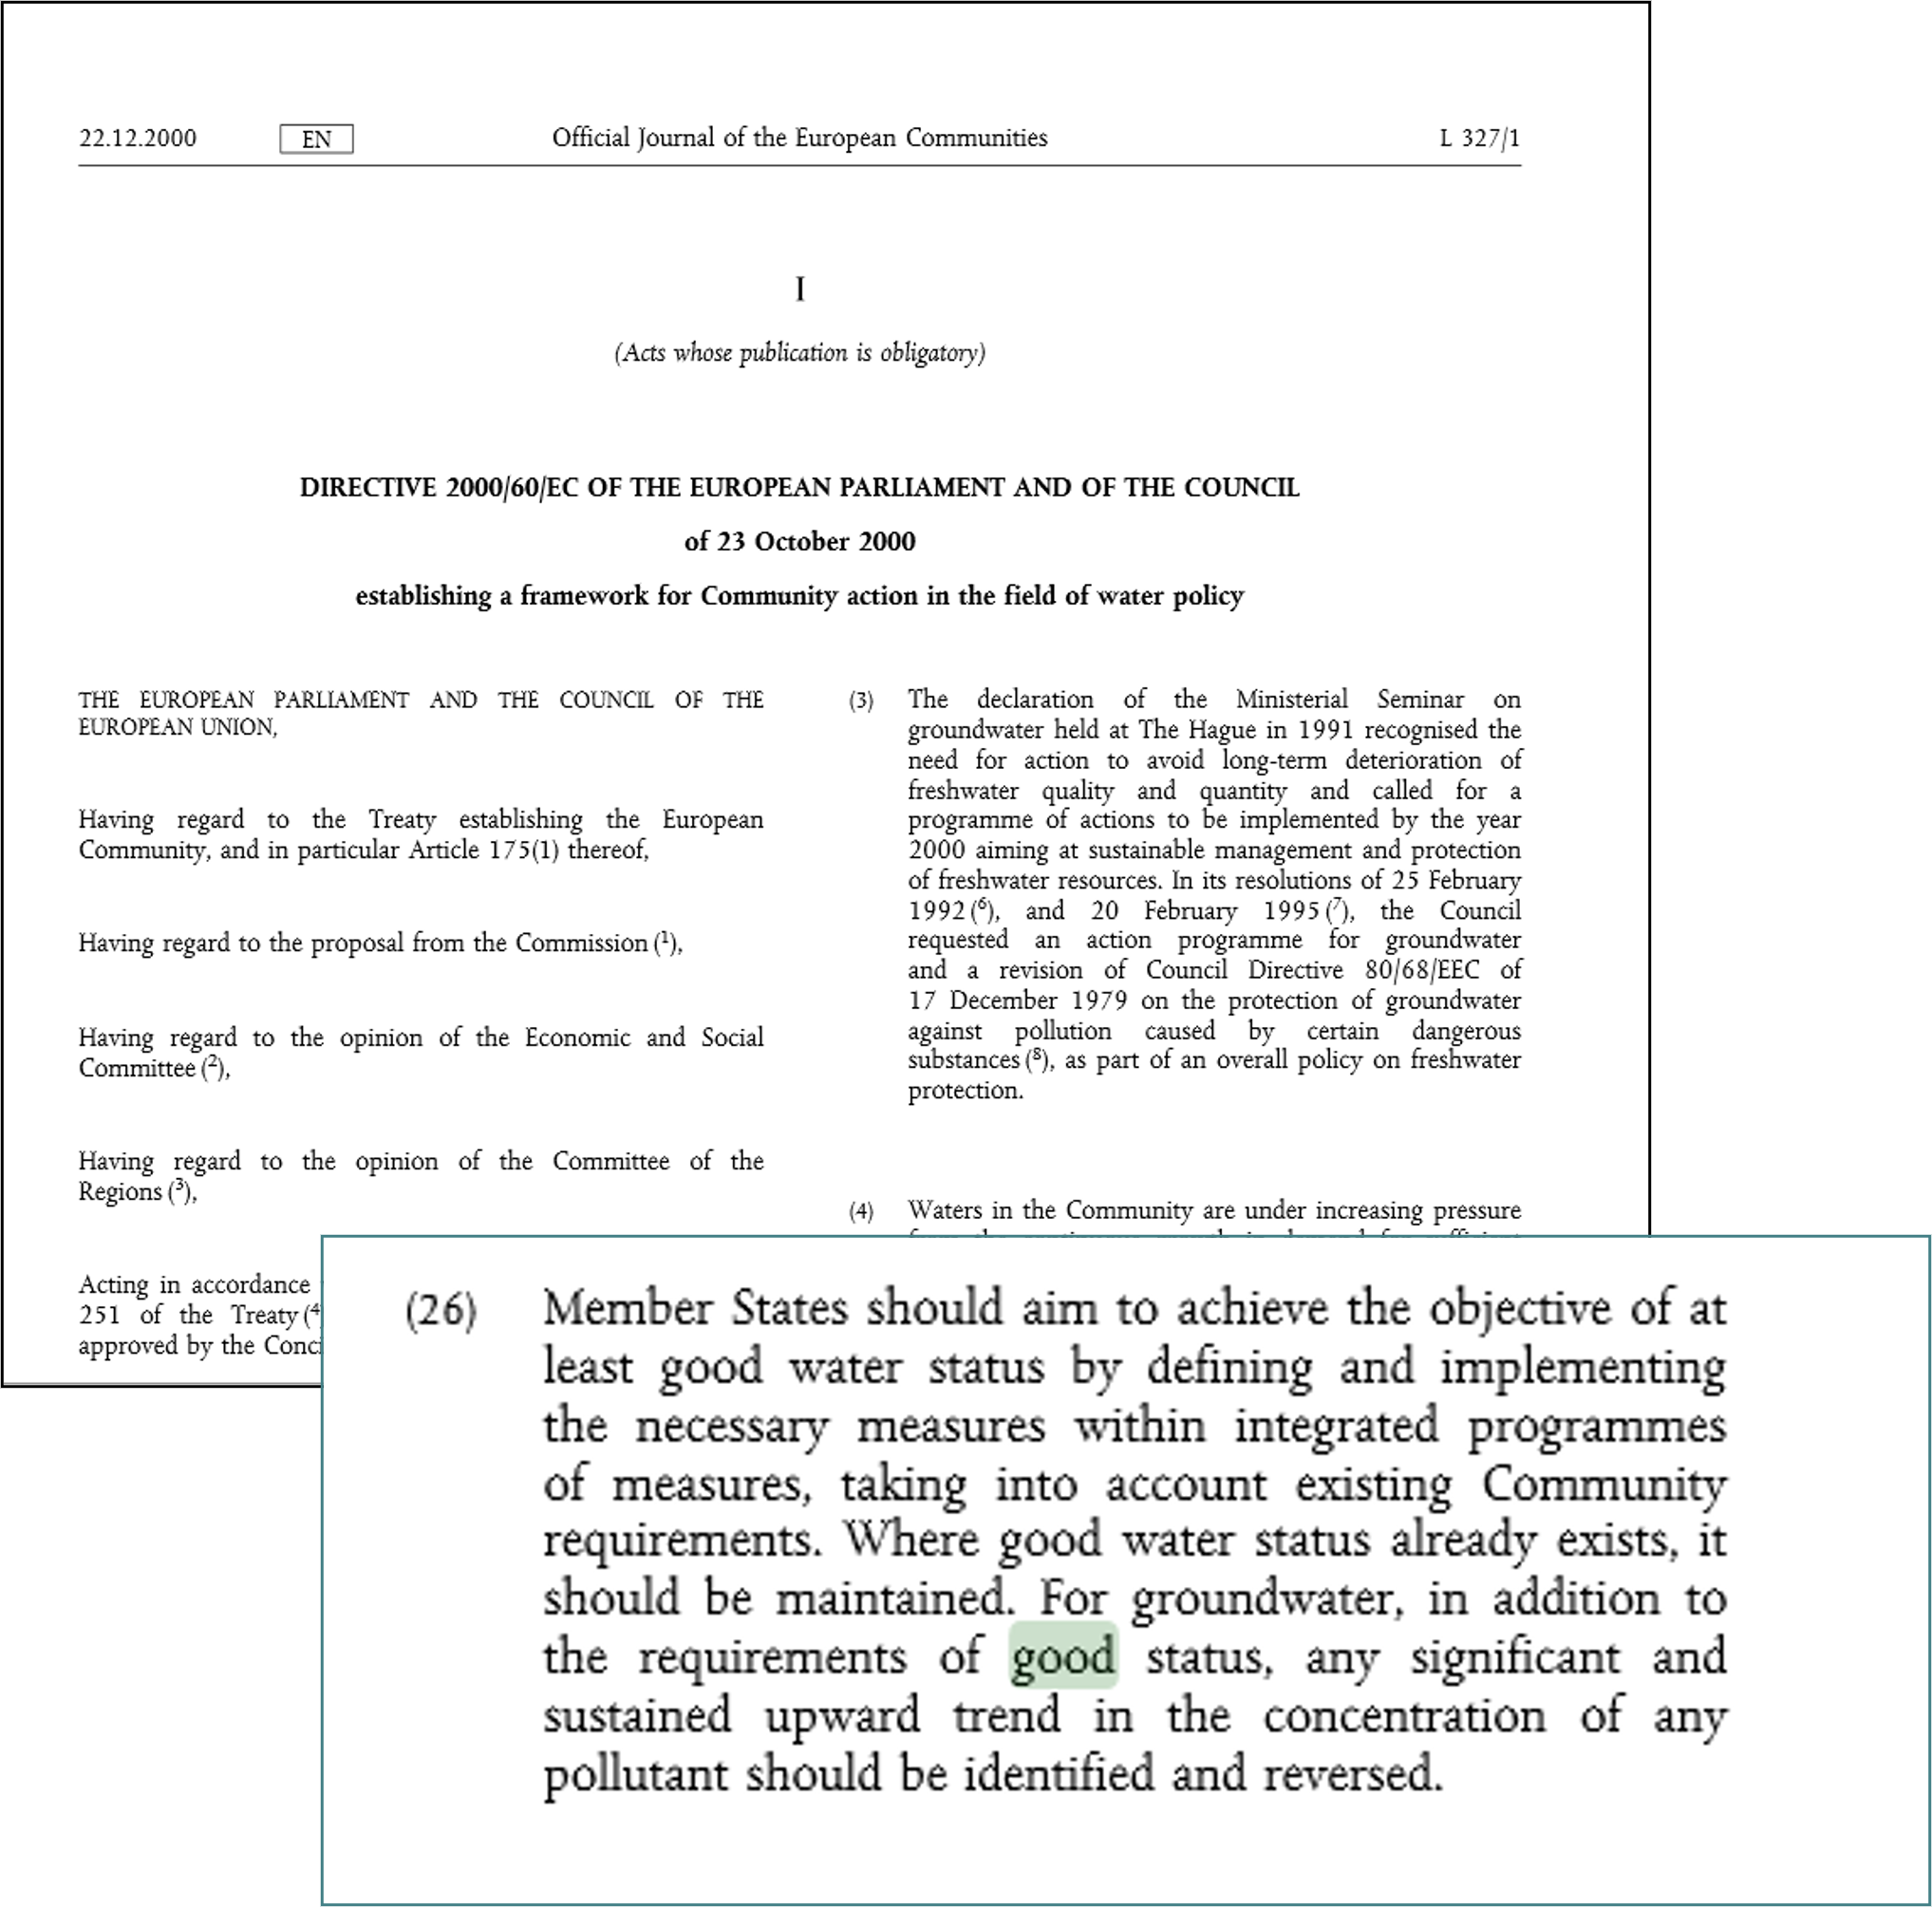 22.12.2000 EN Official Journal of the European Communities L 327/1
I
(Acts whose publication is obligatory)
DIRECTIVE 2000/60/EC OF THE EUROPEAN PARLIAMENT AND OF THE COUNCIL
of 23 October 2000
establishing a framework for Community action in the field of water policy
THE EUROPEAN PARLIAMENT AND THE COUNCIL OF THE
EUROPEAN UNION,
Having regard to the Treaty establishing the European
Community, and in particular Article 175(1) thereof,
Having regard to the proposal from the Commission (¹),
Having regard to the opinion of the Economic and Social
Committee (²),
Having regard to the opinion of the Committee of the
Regions (³),
Acting in accordance
251 of the Treaty (⁴
approved by the Conc
(3) The declaration of the Ministerial Seminar on
groundwater held at The Hague in 1991 recognised the
need for action to avoid long-term deterioration of
freshwater quality and quantity and called for a
programme of actions to be implemented by the year
2000 aiming at sustainable management and protection
of freshwater resources. In its resolutions of 25 February
1992 (⁶), and 20 February 1995 (⁷), the Council
requested an action programme for groundwater
and a revision of Council Directive 80/68/EEC of
17 December 1979 on the protection of groundwater
against pollution caused by certain dangerous
substances (⁸), as part of an overall policy on freshwater
protection.
(4) Waters in the Community are under increasing pressure
(26) Member States should aim to achieve the objective of at
least good water status by defining and implementing
the necessary measures within integrated programmes
of measures, taking into account existing Community
requirements. Where good water status already exists, it
should be maintained. For groundwater, in addition to
the requirements of good status, any significant and
sustained upward trend in the concentration of any
pollutant should be identified and reversed.